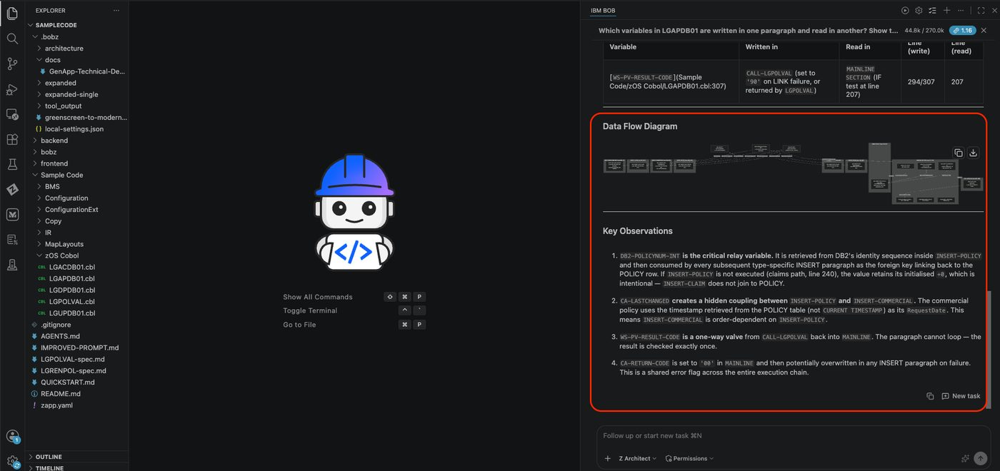 EXPLORER
SAMPLECODE
.bobz
architecture
docs
GenApp-Technical-De...
expanded
expanded-single
tool_output
greenscreen-to-modern...
{} local-settings.json
backend
bobz
frontend
Sample Code
BMS
Configuration
ConfigurationExt
Copy
IR
MapLayouts
zOS Cobol
CBL LGACDB01.cbl
CBL LGAPDB01.cbl
CBL LGDPDB01.cbl
CBL LGPOLVAL.cbl
CBL LGUPDB01.cbl
.gitignore
AGENTS.md
IMPROVED-PROMPT.md
LGPOLVAL-spec.md
LGRENPOL-spec.md
QUICKSTART.md
README.md
! zapp.yaml
1
OUTLINE
TIMELINE
</>
Show All Commands ⇧ ⌘ P
Toggle Terminal ^ `
Go to File ⌘ P
IBM BOB
Which variables in LGAPDB01 are written in one paragraph and read in another? Show t... 44.8k / 270.0k 1.16
Variable Written in Read in Line (write) Line (read)
[WS-PV-RESULT-CODE](Sample Code/zOS Cobol/LGAPDB01.cbl:307)
CALL-LGPOLVAL (set to '90' on LINK failure, or returned by LGPOLVAL)
MAINLINE SECTION (IF test at line 207)
294/307
207
Data Flow Diagram
Key Observations
1. DB2-POLICYNUM-INT is the critical relay variable. It is retrieved from DB2's identity sequence inside INSERT-POLICY
and then consumed by every subsequent type-specific INSERT paragraph as the foreign key linking back to the
POLICY row. If INSERT-POLICY is not executed (claims path, line 240), the value retains its initialised +0, which is
intentional — INSERT-CLAIM does not join to POLICY.
2. CA-LASTCHANGED creates a hidden coupling between INSERT-POLICY and INSERT-COMMERCIAL. The commercial
policy uses the timestamp retrieved from the POLICY table (not CURRENT TIMESTAMP) as its RequestDate. This
means INSERT-COMMERCIAL is order-dependent on INSERT-POLICY.
3. WS-PV-RESULT-CODE is a one-way valve from CALL-LGPOLVAL back into MAINLINE. The paragraph cannot loop — the
result is checked exactly once.
4. CA-RETURN-CODE is set to '00' in MAINLINE and then potentially overwritten in any INSERT paragraph on failure.
This is a shared error flag across the entire execution chain.
New task
Follow up or start new task ⌘N
Z Architect
Permissions